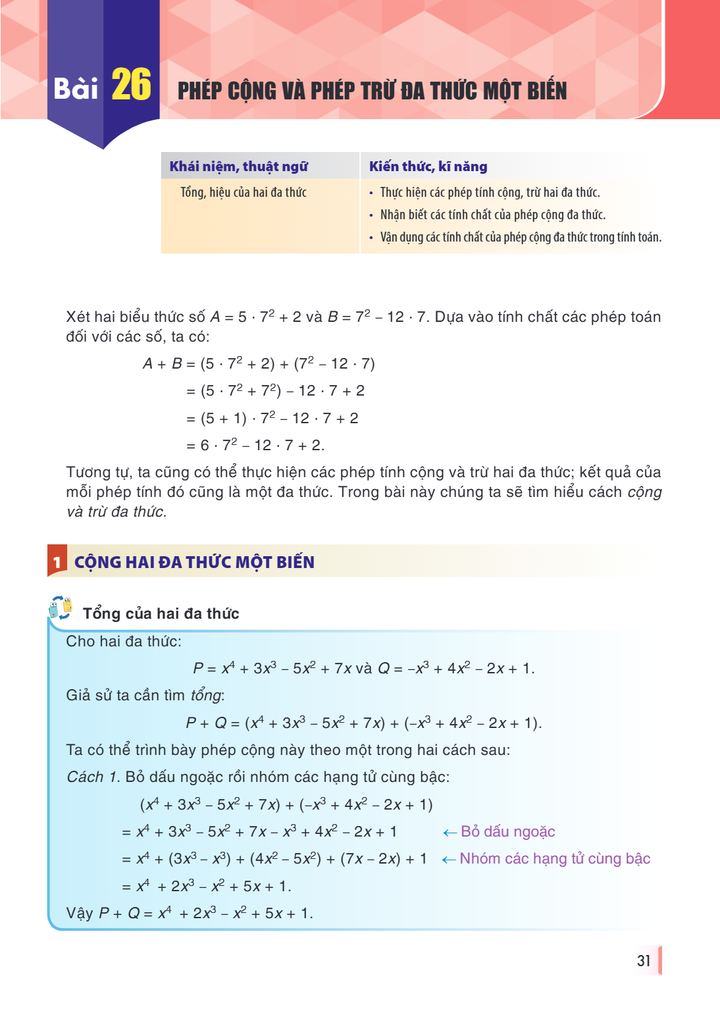 Bài 26
PHÉP CỘNG VÀ PHÉP TRỪ ĐA THỨC MỘT BIẾN
Khái niệm, thuật ngữ
Tổng, hiệu của hai đa thức
Kiến thức, kĩ năng
• Thực hiện các phép tính cộng, trừ hai đa thức.
• Nhận biết các tính chất của phép cộng đa thức.
• Vận dụng các tính chất của phép cộng đa thức trong tính toán.
Xét hai biểu thức số A = 5 · 7² + 2 và B = 7² – 12 · 7. Dựa vào tính chất các phép toán
đối với các số, ta có:
A + B = (5 · 7² + 2) + (7² – 12 · 7)
= (5 · 7² + 7²) – 12 · 7 + 2
= (5 + 1) · 7² – 12 · 7 + 2
= 6 · 7² – 12 · 7 + 2.
Tương tự, ta cũng có thể thực hiện các phép tính cộng và trừ hai đa thức; kết quả của
mỗi phép tính đó cũng là một đa thức. Trong bài này chúng ta sẽ tìm hiểu cách cộng
và trừ đa thức.
1 CỘNG HAI ĐA THỨC MỘT BIẾN
Tổng của hai đa thức
Cho hai đa thức:
P = x⁴ + 3x³ – 5x² + 7x và Q = –x³ + 4x² – 2x + 1.
Giả sử ta cần tìm tổng:
P + Q = (x⁴ + 3x³ – 5x² + 7x) + (–x³ + 4x² – 2x + 1).
Ta có thể trình bày phép cộng này theo một trong hai cách sau:
Cách 1. Bỏ dấu ngoặc rồi nhóm các hạng tử cùng bậc:
(x⁴ + 3x³ – 5x² + 7x) + (–x³ + 4x² – 2x + 1)
= x⁴ + 3x³ – 5x² + 7x – x³ + 4x² – 2x + 1 ← Bỏ dấu ngoặc
= x⁴ + (3x³ – x³) + (4x² – 5x²) + (7x – 2x) + 1 ← Nhóm các hạng tử cùng bậc
= x⁴ + 2x³ – x² + 5x + 1.
Vậy P + Q = x⁴ + 2x³ – x² + 5x + 1.
31